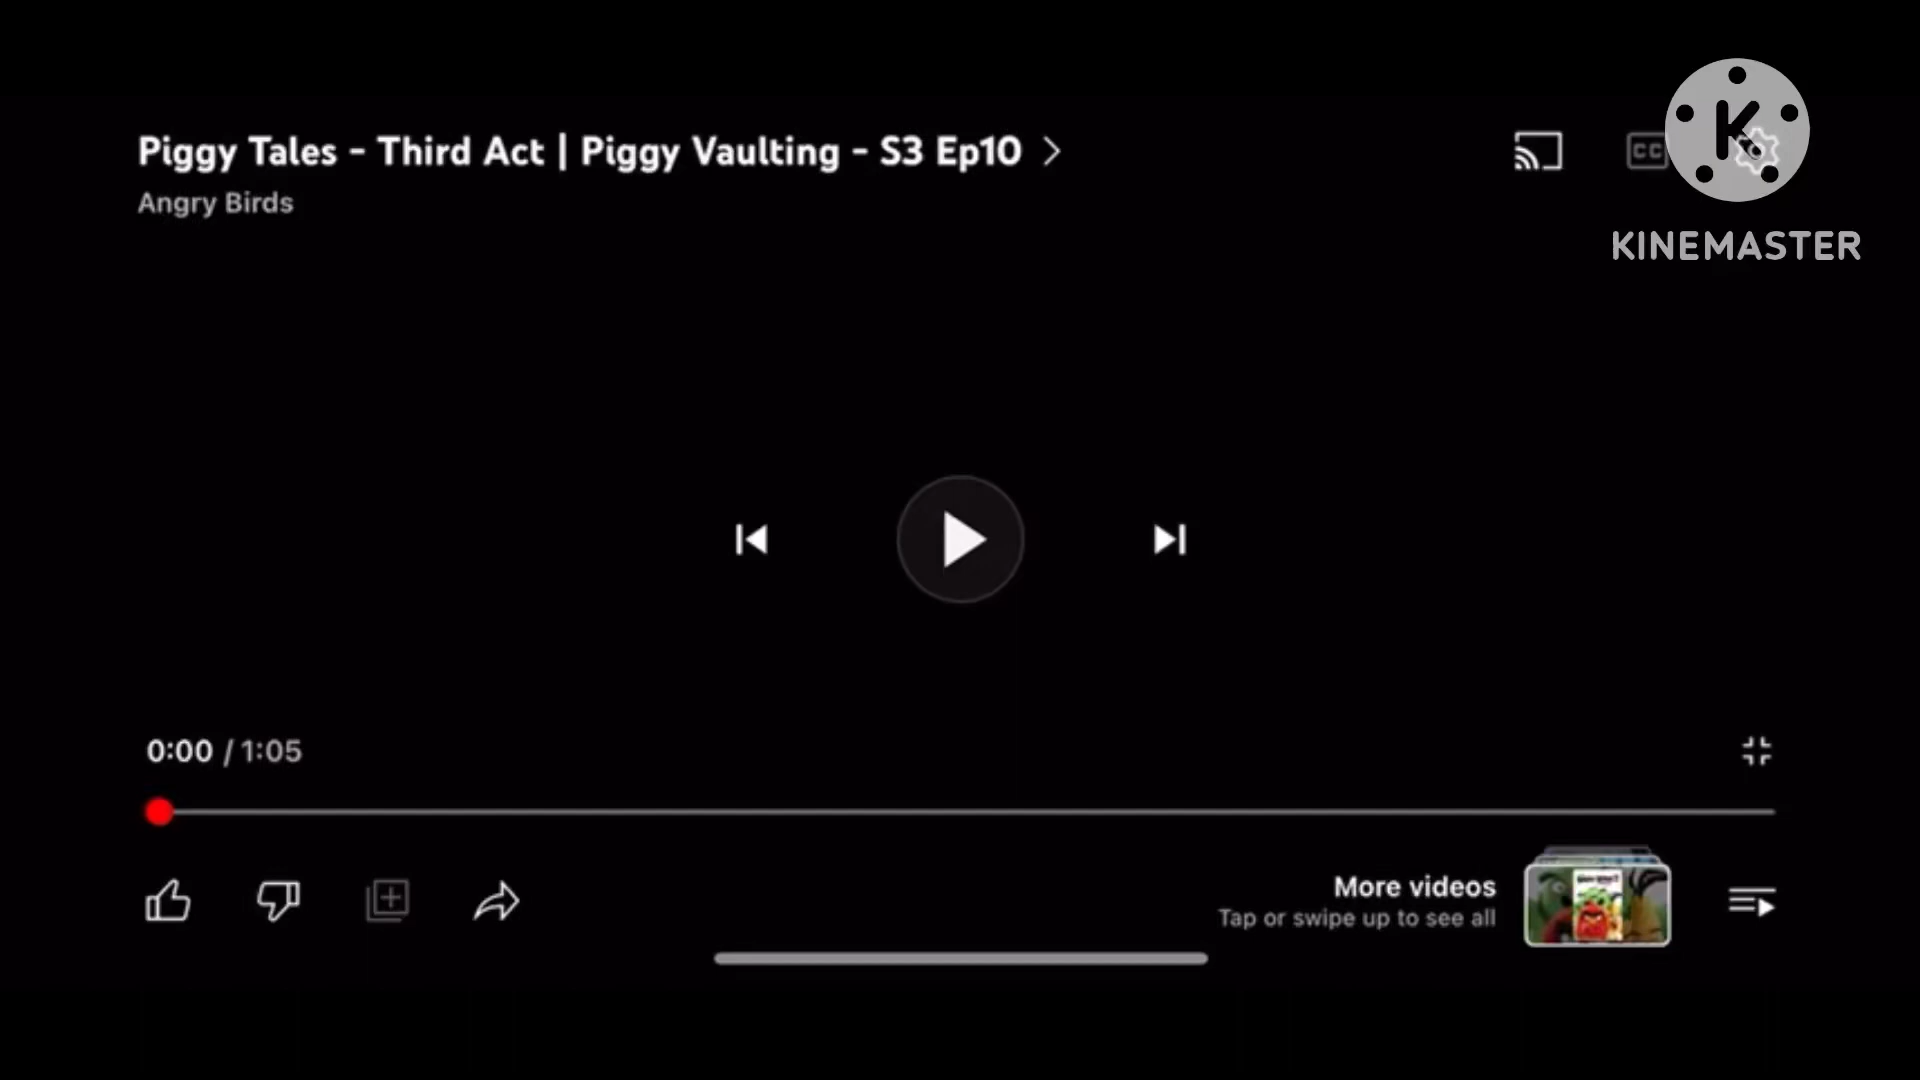 Piggy Tales - Third Act | Piggy Vaulting - S3 Ep10
Angry Birds
CC
K
KINEMASTER
0:00 / 1:05
More videos
Tap or swipe up to see all